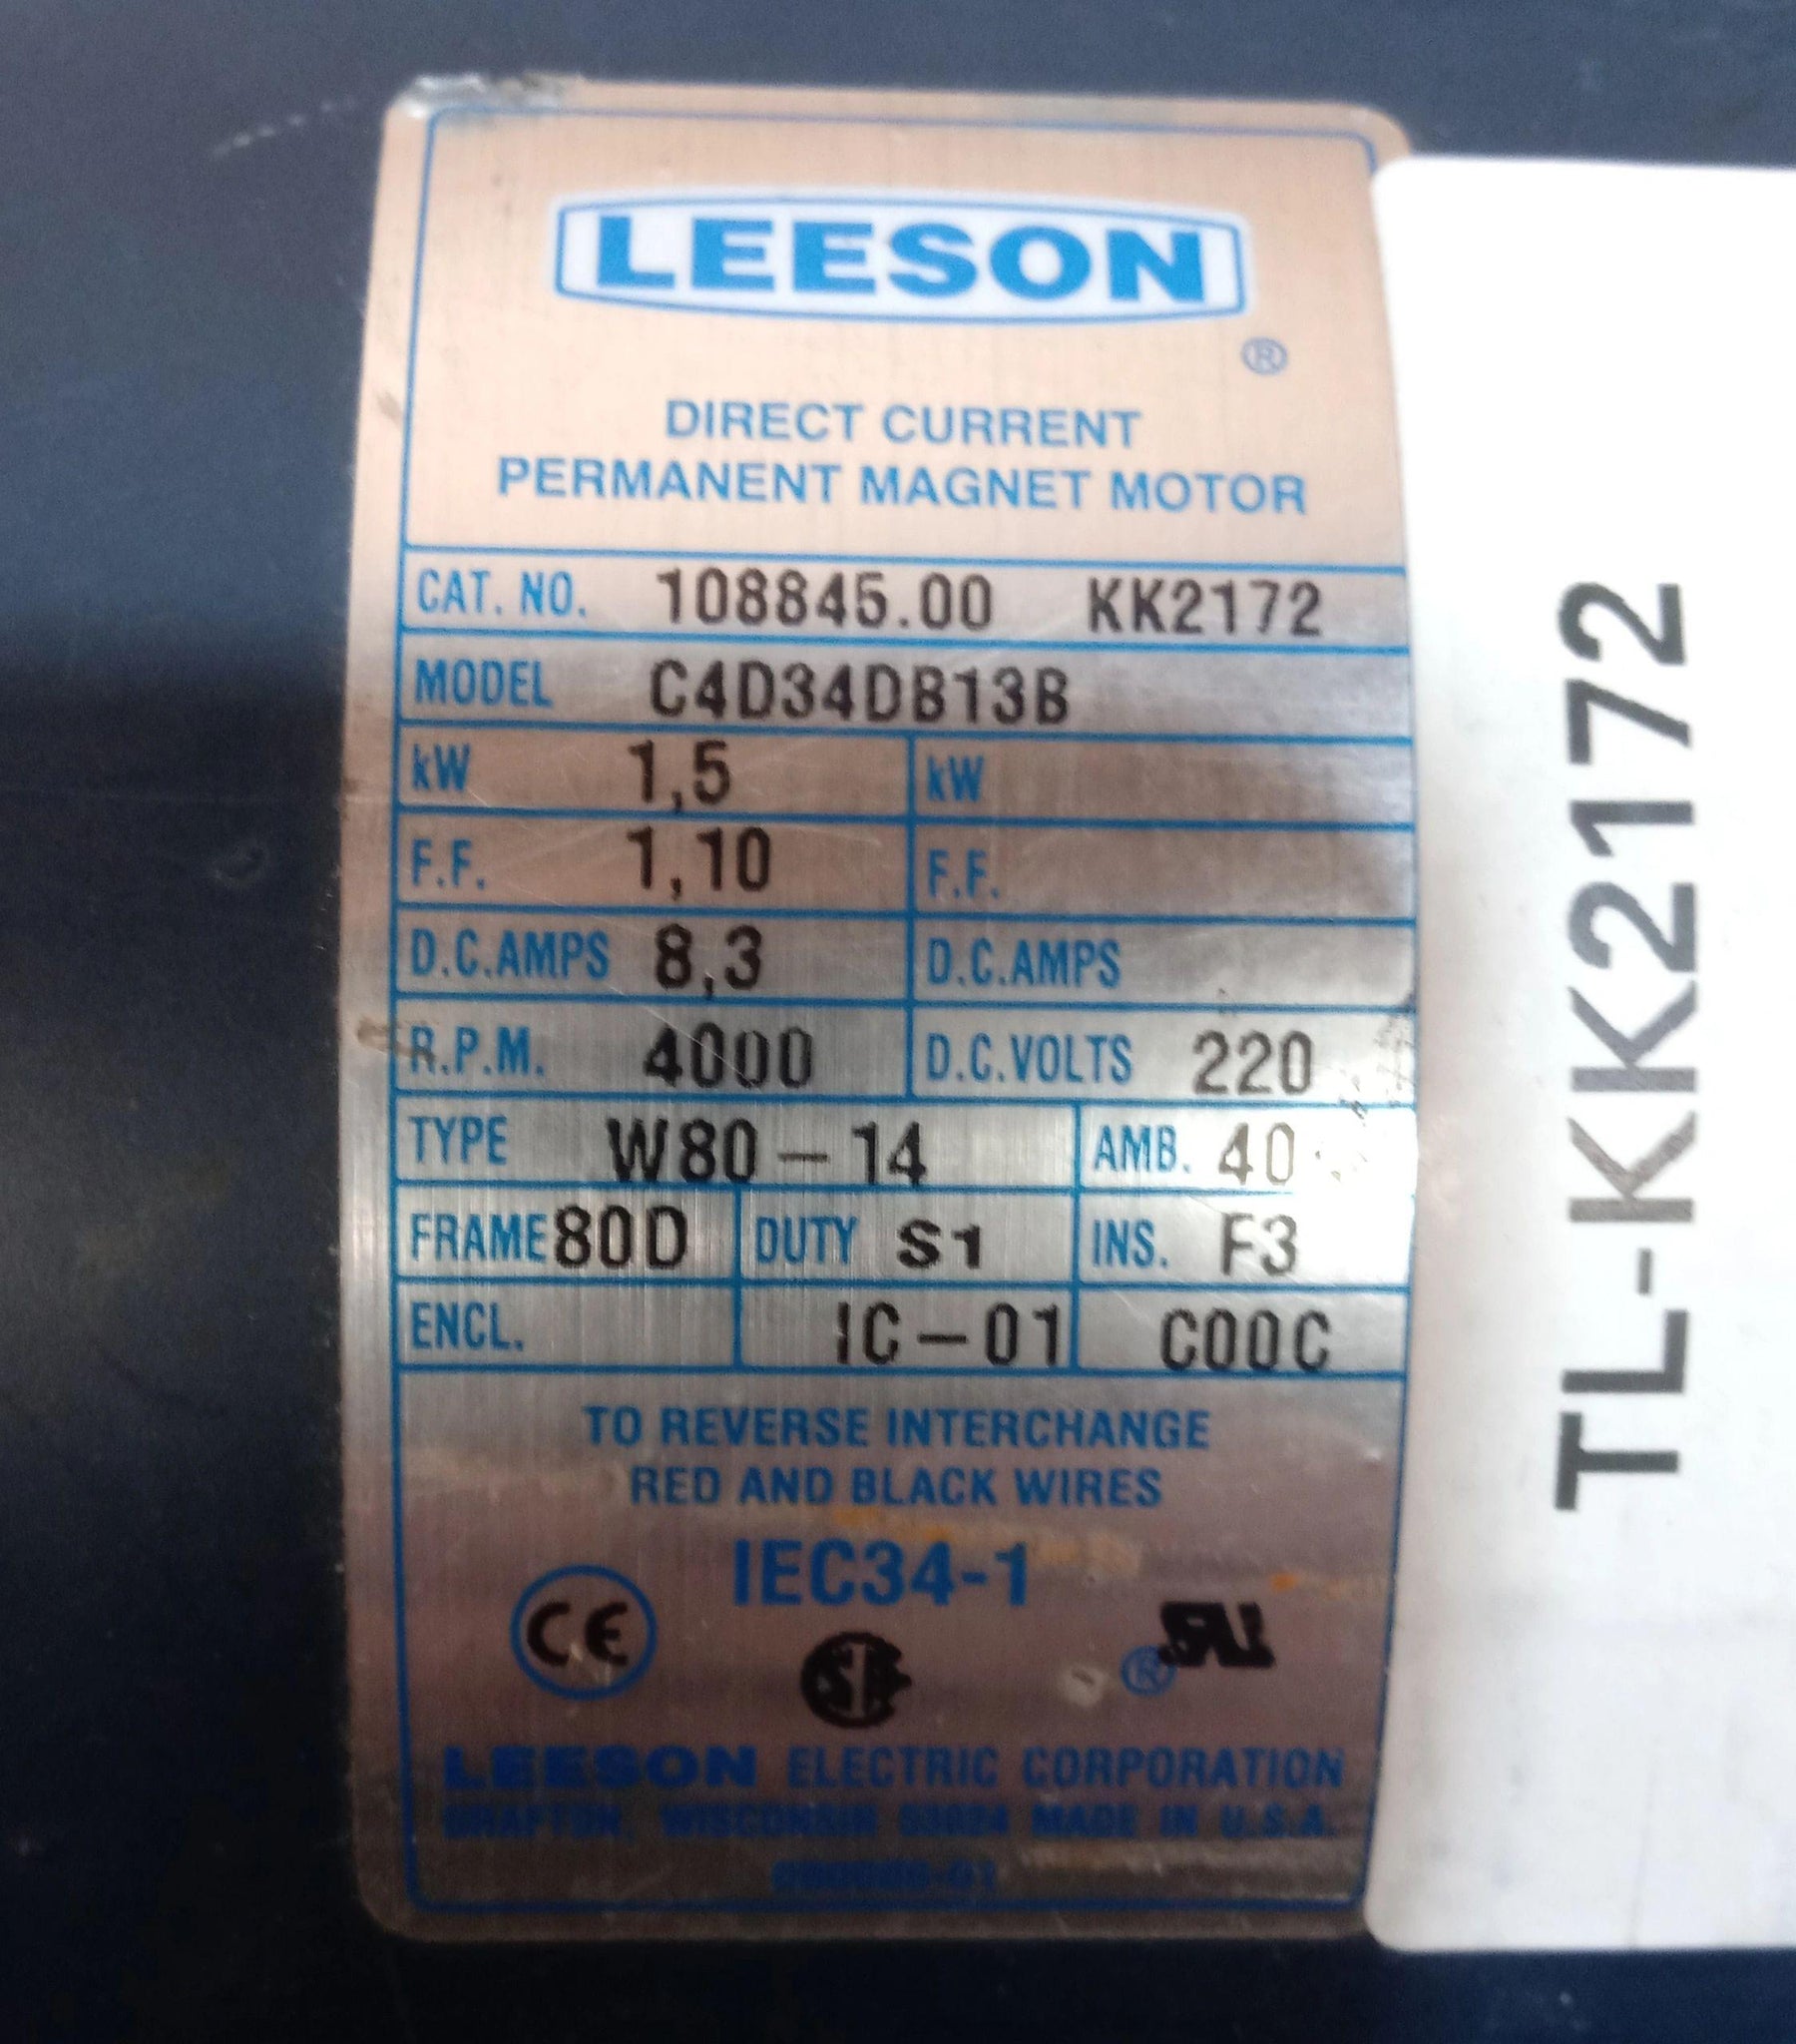 LEESON
®
DIRECT CURRENT
PERMANENT MAGNET MOTOR
CAT. NO. 108845.00 KK2172
MODEL C4D34DB13B
kW 1,5 kW
F.F. 1,10 F.F.
D.C.AMPS 8,3 D.C.AMPS
R.P.M. 4000 D.C.VOLTS 220
TYPE W80-14 AMB. 40
FRAME 80D DUTY S1 INS. F3
ENCL. IC-01 C00C
TO REVERSE INTERCHANGE
RED AND BLACK WIRES
IEC34-1
CE
®
LEESON ELECTRIC CORPORATION
GRAFTON, WISCONSIN 53024 MADE IN U.S.A.
TL-KK2172